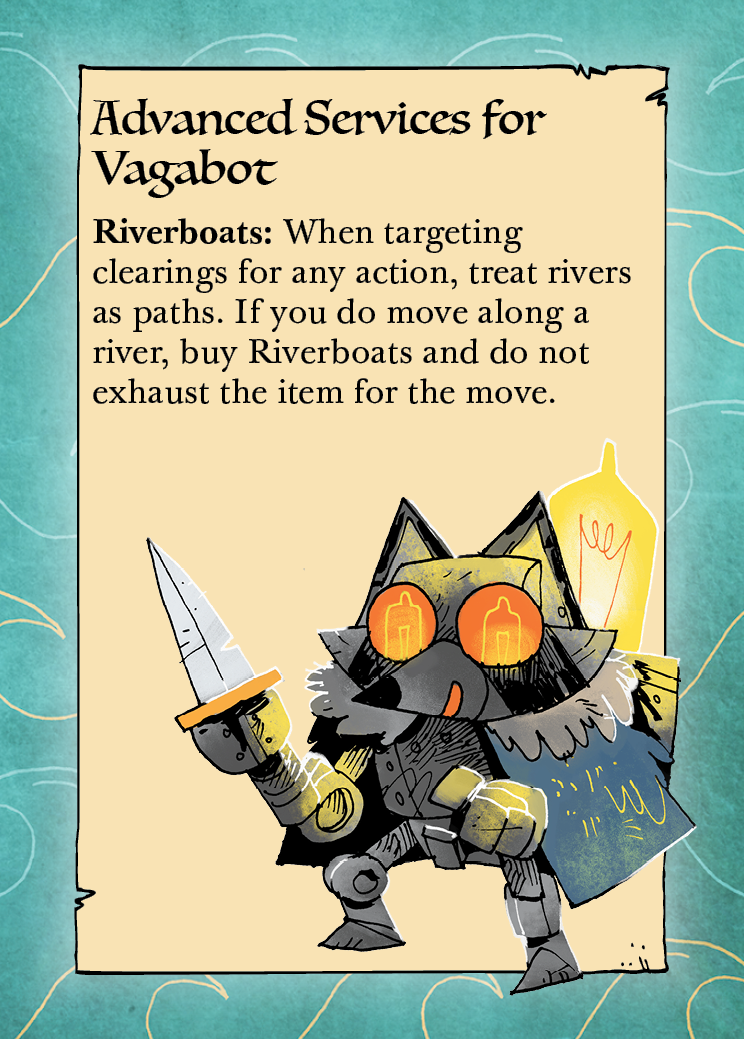 Advanced Services for
Vagabot
Riverboats: When targeting
clearings for any action, treat rivers
as paths. If you do move along a
river, buy Riverboats and do not
exhaust the item for the move.